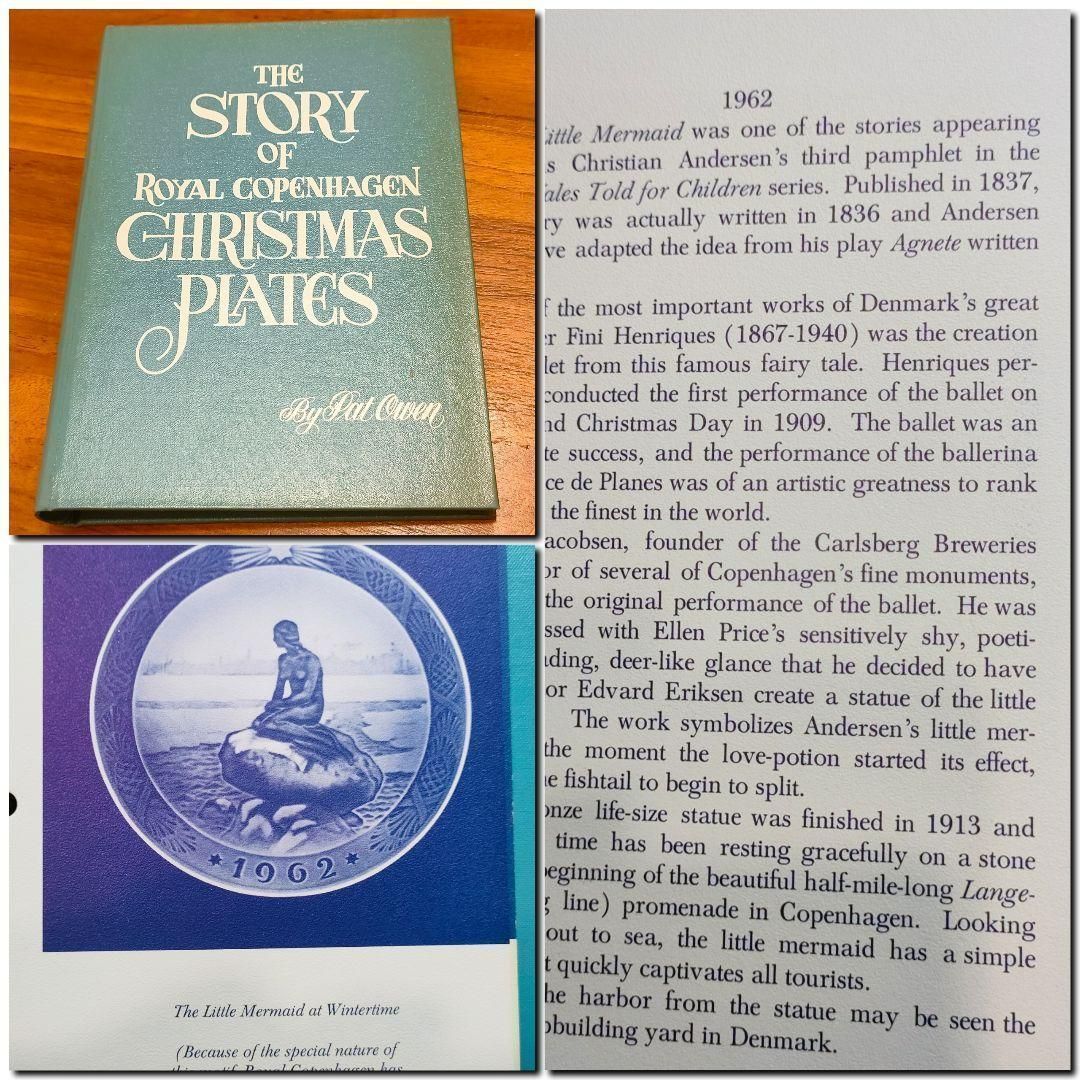 THE
STORY
OF
ROYAL COPENHAGEN
CHRISTMAS
PLATES
By Pat Owen
1962
The Little Mermaid at Wintertime
(Because of the special nature of
this motif, Royal Copenhagen has
1962
ittle Mermaid was one of the stories appearing
s Christian Andersen's third pamphlet in the
ales Told for Children series. Published in 1837,
ry was actually written in 1836 and Andersen
ve adapted the idea from his play Agnete written
f the most important works of Denmark's great
r Fini Henriques (1867-1940) was the creation
let from this famous fairy tale. Henriques per-
conducted the first performance of the ballet on
nd Christmas Day in 1909. The ballet was an
te success, and the performance of the ballerina
ce de Planes was of an artistic greatness to rank
the finest in the world.
acobsen, founder of the Carlsberg Breweries
or of several of Copenhagen's fine monuments,
the original performance of the ballet. He was
ssed with Ellen Price's sensitively shy, poeti-
ding, deer-like glance that he decided to have
or Edvard Eriksen create a statue of the little
The work symbolizes Andersen's little mer-
the moment the love-potion started its effect,
e fishtail to begin to split.
onze life-size statue was finished in 1913 and
time has been resting gracefully on a stone
beginning of the beautiful half-mile-long Lange-
g line) promenade in Copenhagen. Looking
out to sea, the little mermaid has a simple
t quickly captivates all tourists.
he harbor from the statue may be seen the
pbuilding yard in Denmark.